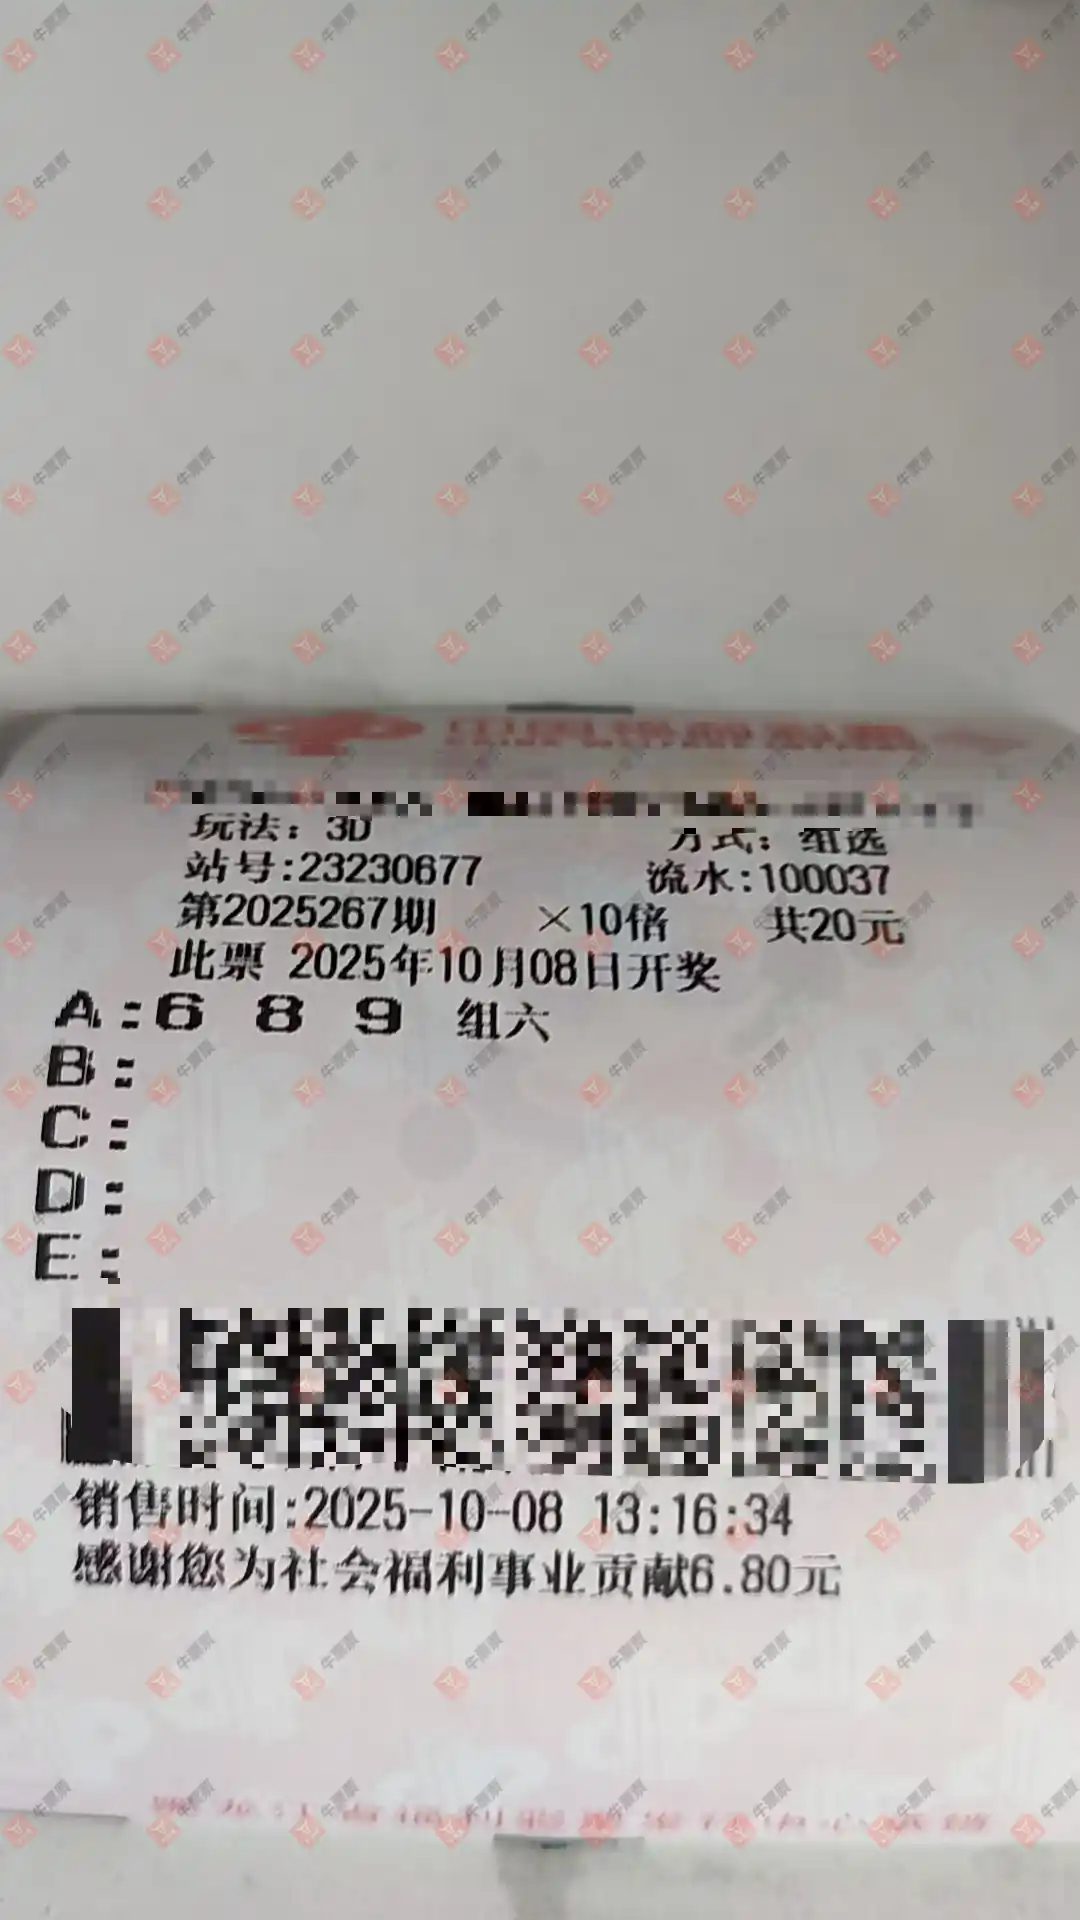 玩法：3D 方式：组选
站号:23230677 流水:100037
第2025267期 ×10倍 共20元
此票 2025年10月08日开奖
A:6 8 9 组六
B:
C:
D:
E:
销售时间:2025-10-08 13:16:34
感谢您为社会福利事业贡献6.80元
牛票票